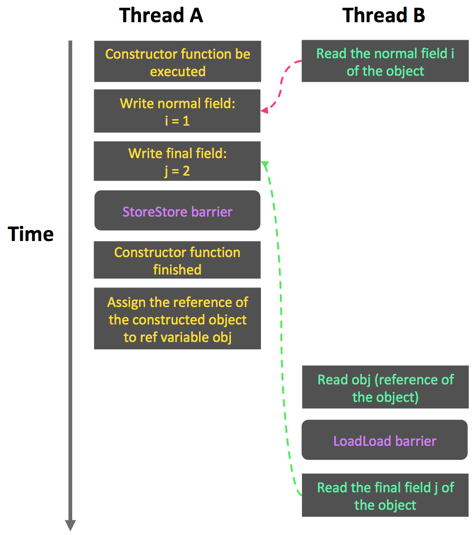 Thread A
Thread B
Constructor function be
executed
Read the normal field i
of the object
Write normal field:
i = 1
Write final field:
j = 2
StoreStore barrier
Time
Constructor function
finished
Assign the reference of
the constructed object
to ref variable obj
Read obj (reference of
the object)
LoadLoad barrier
Read the final field j of
the object